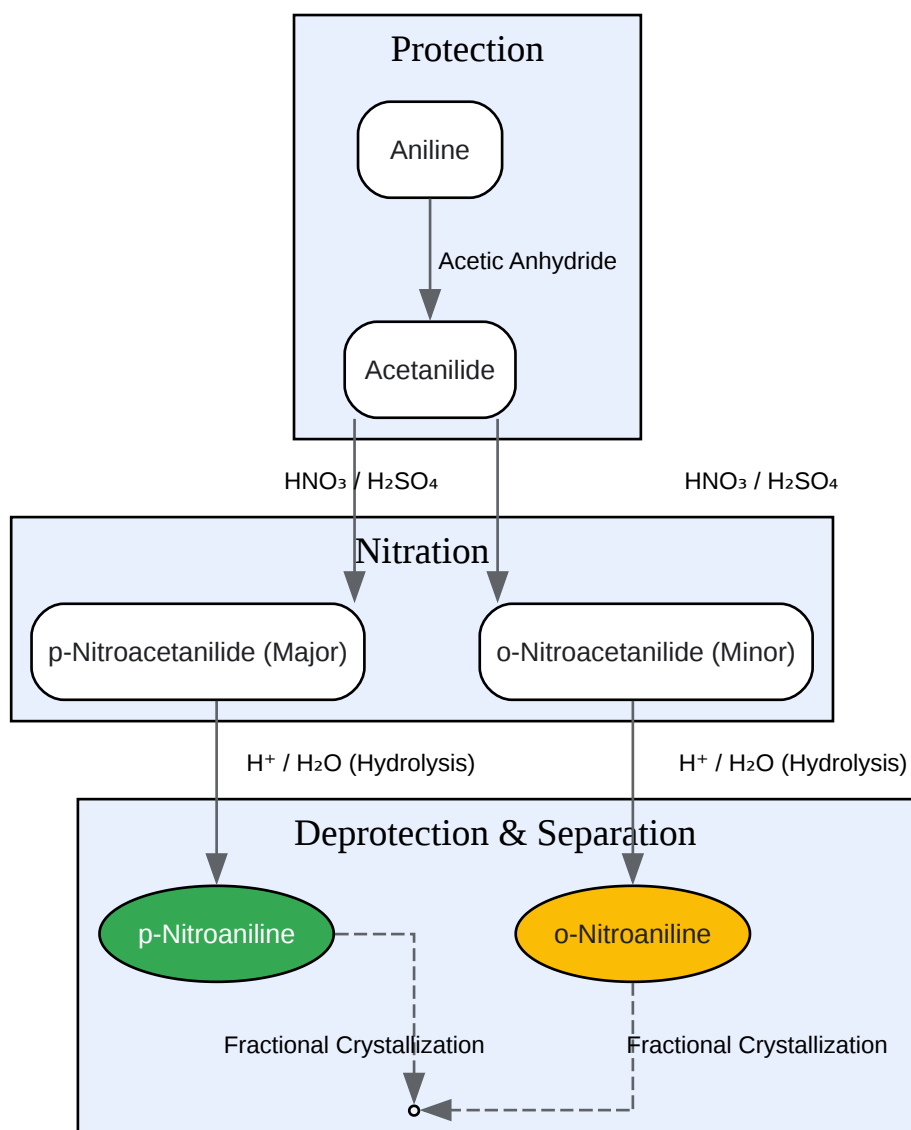 Protection
Aniline
Acetic Anhydride
Acetanilide
HNO₃ / H₂SO₄
HNO₃ / H₂SO₄
Nitration
p-Nitroacetanilide (Major)
o-Nitroacetanilide (Minor)
H⁺ / H₂O (Hydrolysis)
H⁺ / H₂O (Hydrolysis)
Deprotection & Separation
p-Nitroaniline
o-Nitroaniline
Fractional Crystallization
Fractional Crystallization